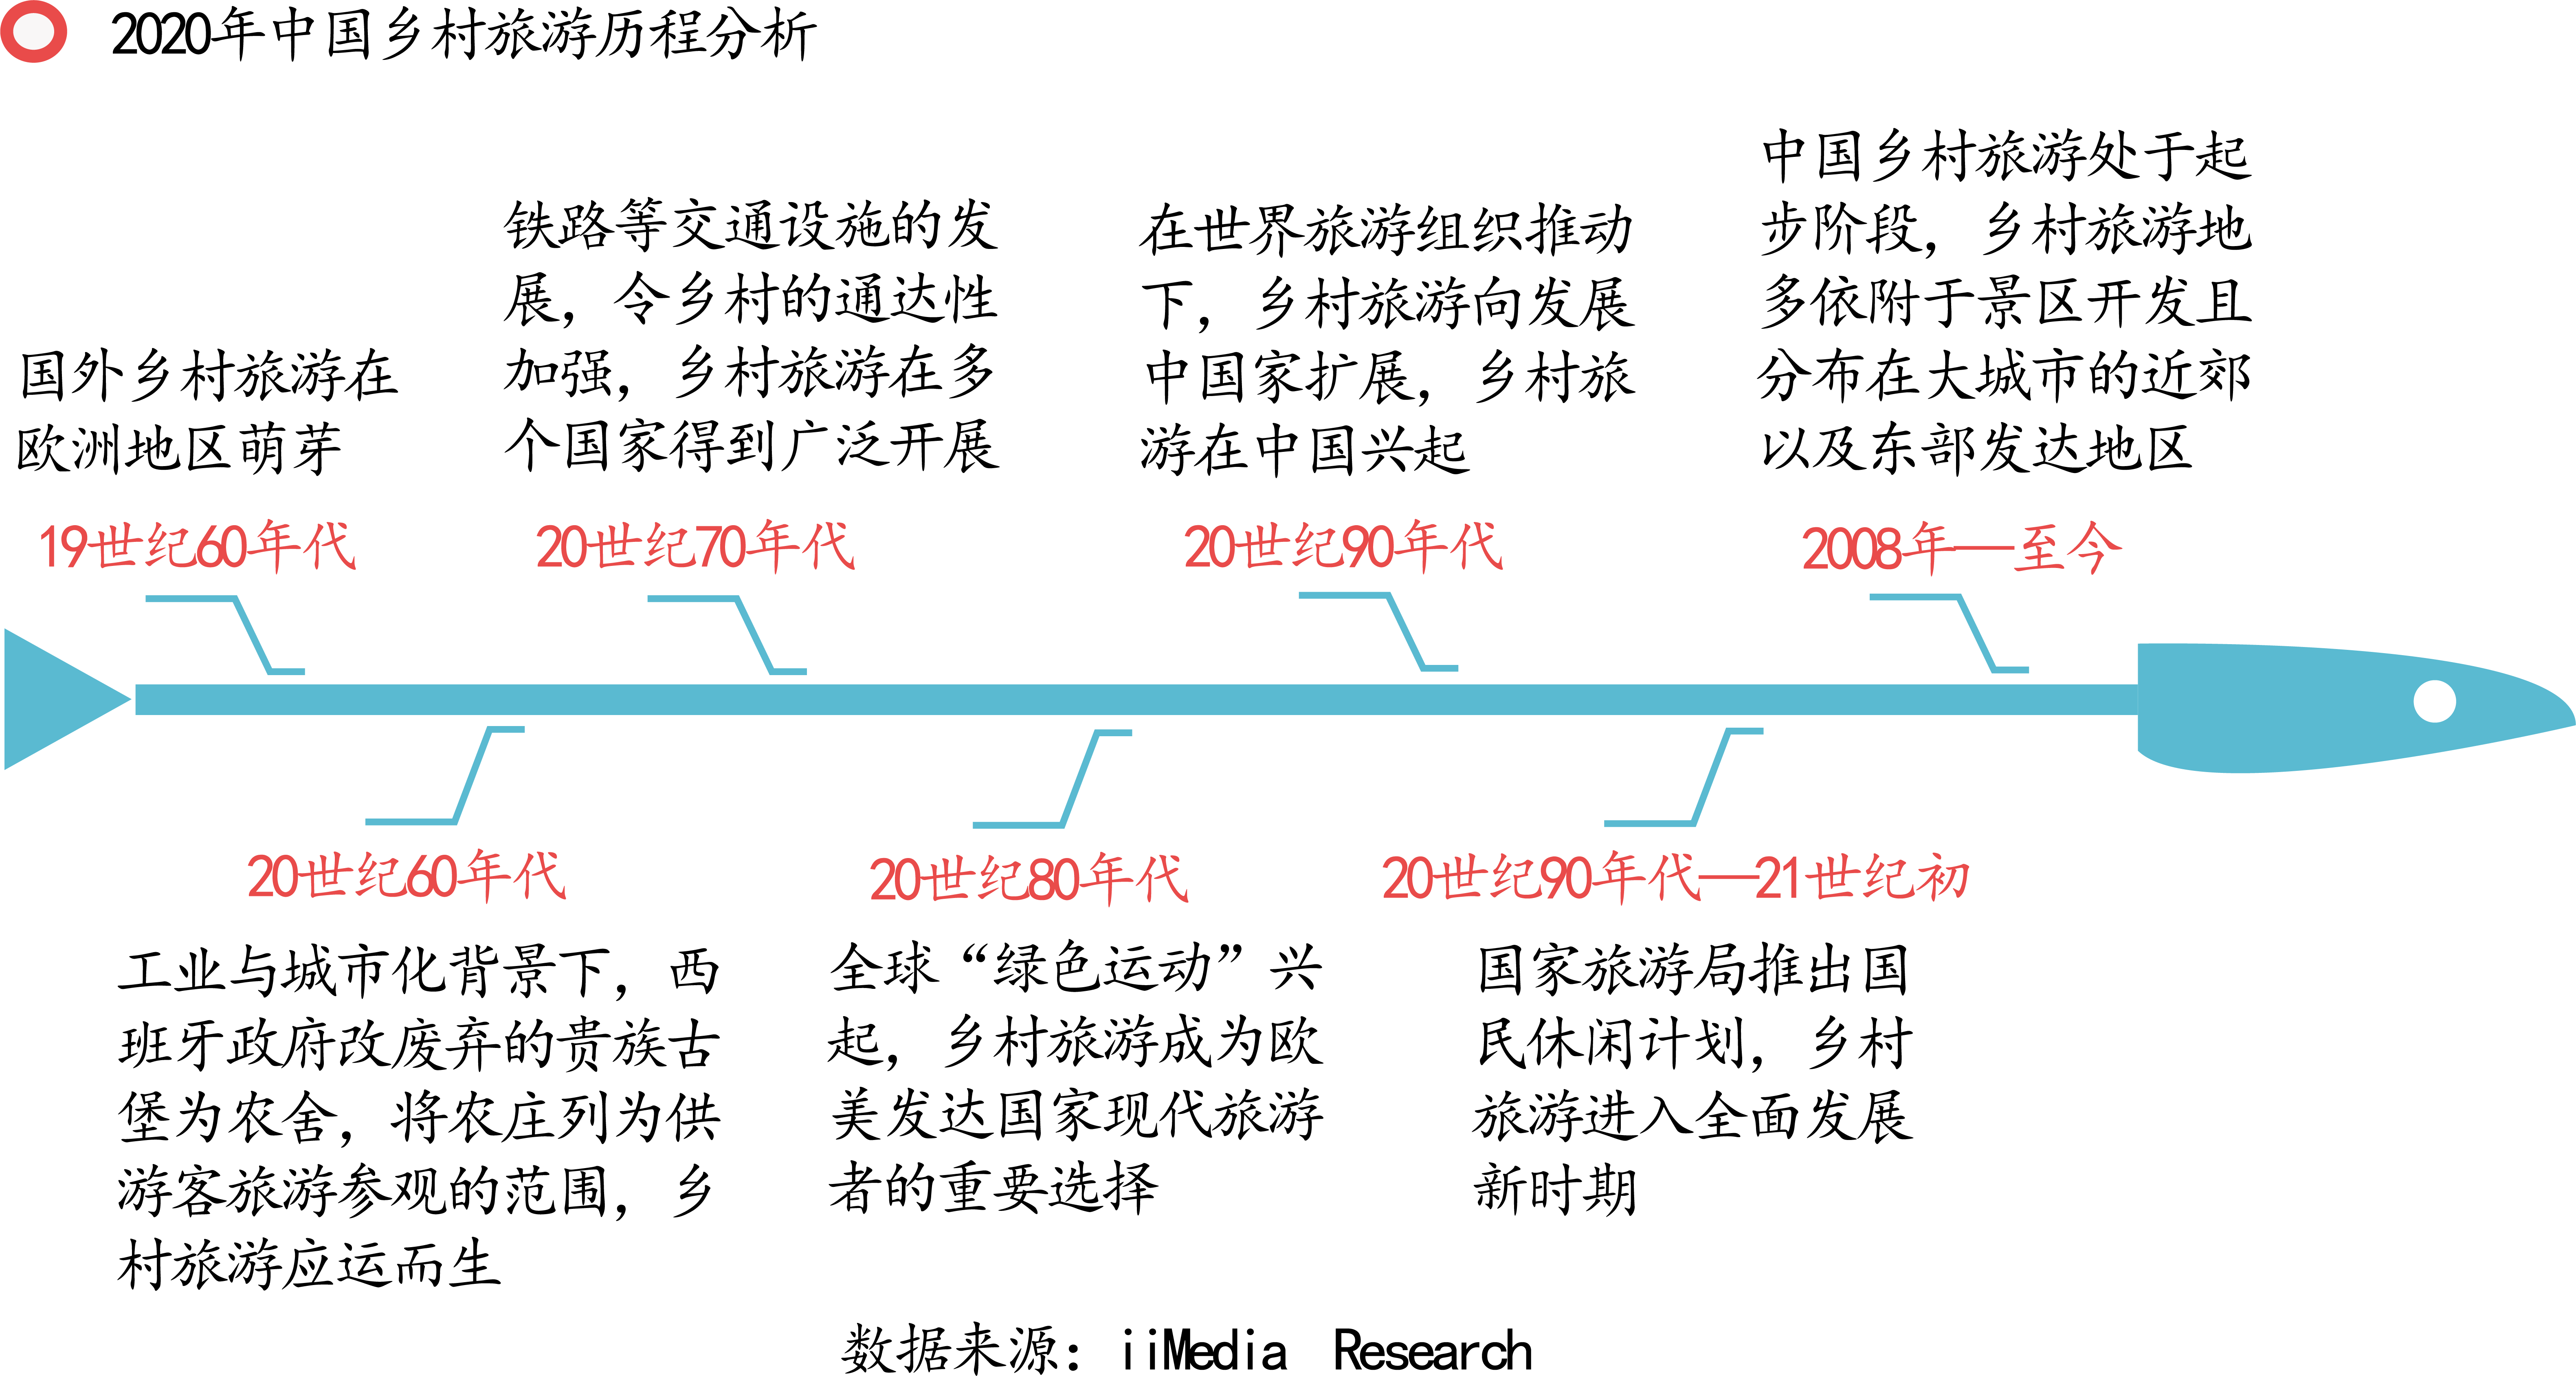 2020年中国乡村旅游历程分析
国外乡村旅游在
欧洲地区萌芽
19世纪60年代
工业与城市化背景下，西
班牙政府改废弃的贵族古
堡为农舍，将农庄列为供
游客旅游参观的范围，乡
村旅游应运而生
20世纪60年代
铁路等交通设施的发
展，令乡村的通达性
加强，乡村旅游在多
个国家得到广泛开展
20世纪70年代
20世纪80年代
全球“绿色运动”兴
起，乡村旅游成为欧
美发达国家现代旅游
者的重要选择
在世界旅游组织推动
下，乡村旅游向发展
中国家扩展，乡村旅
游在中国兴起
20世纪90年代
20世纪90年代—21世纪初
国家旅游局推出国
民休闲计划，乡村
旅游进入全面发展
新时期
中国乡村旅游处于起
步阶段，乡村旅游地
多依附于景区开发且
分布在大城市的近郊
以及东部发达地区
2008年—至今
数据来源：iiMedia Research